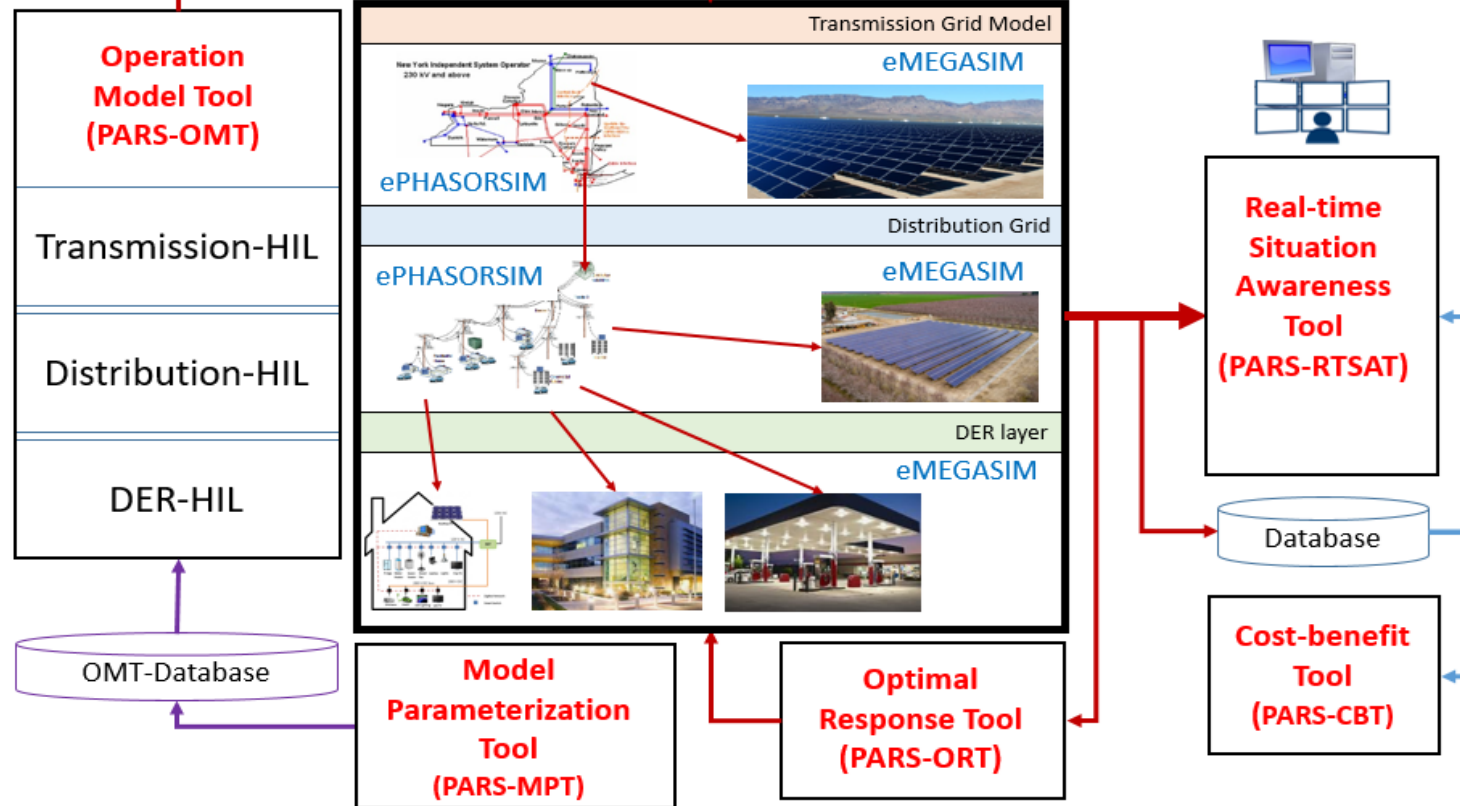 Operation
Model Tool
(PARS-OMT)
Transmission-HIL
Distribution-HIL
DER-HIL
OMT-Database
Transmission Grid Model
New York Independent System Operator
230 kV and above
eMEGASIM
ePHASORSIM
Distribution Grid
ePHASORSIM
eMEGASIM
DER layer
eMEGASIM
Model
Parameterization
Tool
(PARS-MPT)
Optimal
Response Tool
(PARS-ORT)
Real-time
Situation
Awareness
Tool
(PARS-RTSAT)
Database
Cost-benefit
Tool
(PARS-CBT)